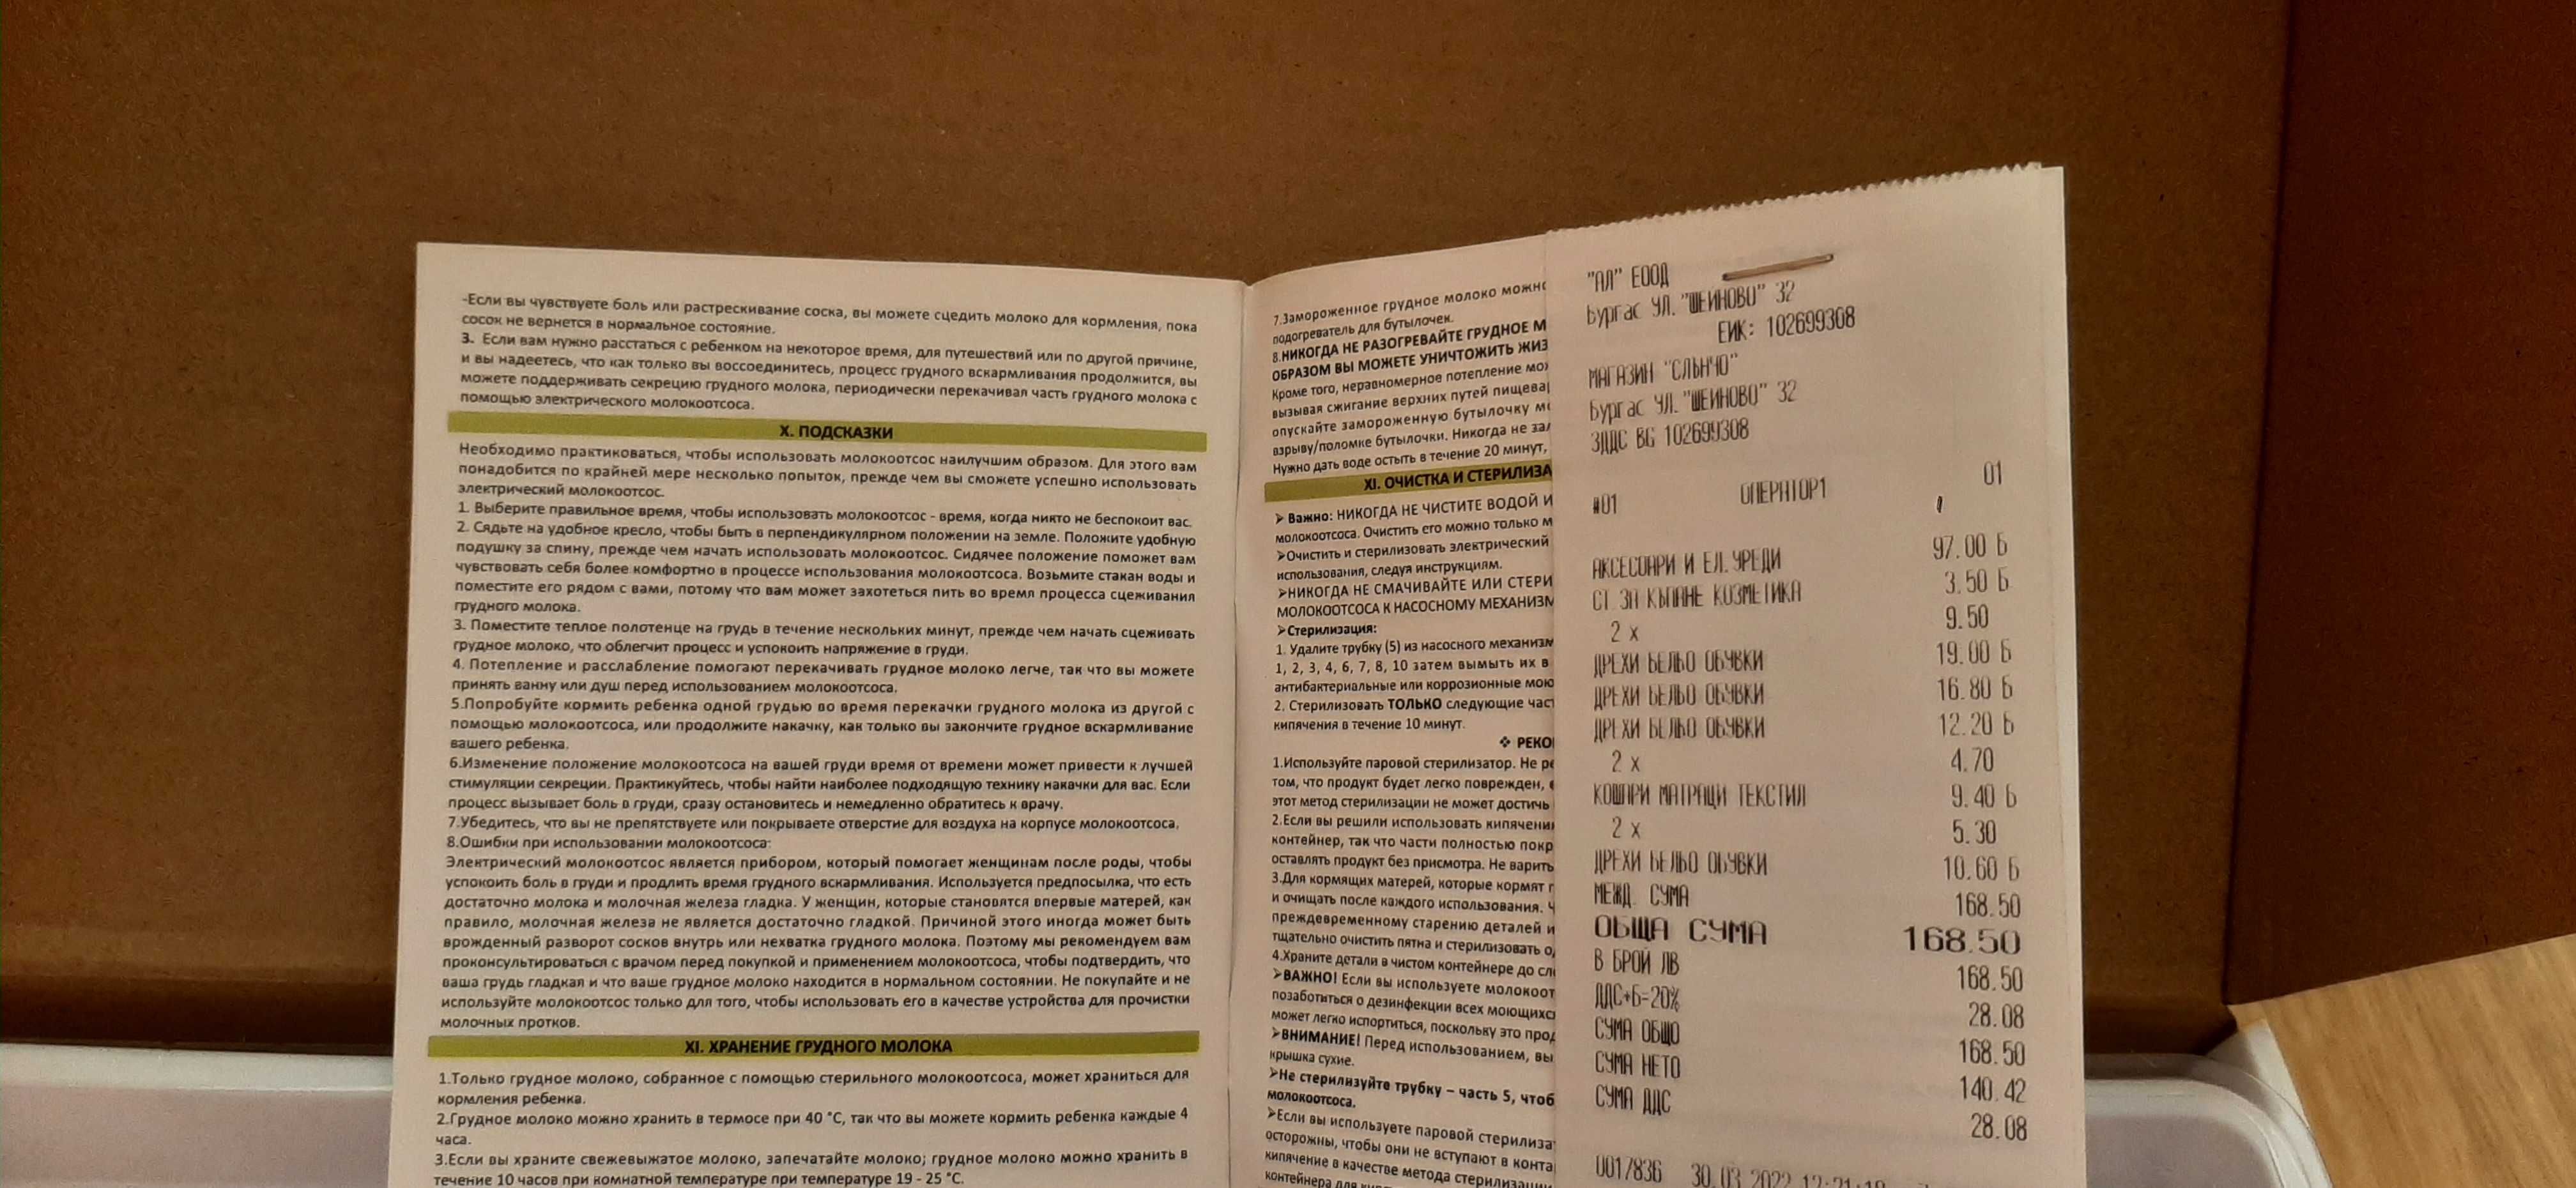 -Если вы чувствуете боль или растрескивание соска, вы можете сцедить молоко для кормления, пока
сосок не вернется в нормальное состояние.
3. Если вам нужно расстаться с ребенком на некоторое время, для путешествий или по другой причине,
и вы надеетесь, что как только вы воссоединитесь, процесс грудного вскармливания продолжится, вы
можете поддерживать секрецию грудного молока, периодически перекачивая часть грудного молока с
помощью электрического молокоотсоса.
X. ПОДСКАЗКИ
Необходимо практиковаться, чтобы использовать молокоотсос наилучшим образом. Для этого вам
понадобится по крайней мере несколько попыток, прежде чем вы сможете успешно использовать
электрический молокоотсос.
1. Выберите правильное время, чтобы использовать молокоотсос - время, когда никто не беспокоит вас.
2. Сядьте на удобное кресло, чтобы быть в перпендикулярном положении на земле. Положите удобную
подушку за спину, прежде чем начать использовать молокоотсос. Сидячее положение поможет вам
чувствовать себя более комфортно в процессе использования молокоотсоса. Возьмите стакан воды и
поместите его рядом с вами, потому что вам может захотеться пить во время процесса сцеживания
грудного молока.
3. Поместите теплое полотенце на грудь в течение нескольких минут, прежде чем начать сцеживать
грудное молоко, что облегчит процесс и успокоить напряжение в груди.
4. Потепление и расслабление помогают перекачивать грудное молоко легче, так что вы можете
принять ванну или душ перед использованием молокоотсоса.
5.Попробуйте кормить ребенка одной грудью во время перекачки грудного молока из другой с
помощью молокоотсоса, или продолжите накачку, как только вы закончите грудное вскармливание
вашего ребенка.
6.Изменение положение молокоотсоса на вашей груди время от времени может привести к лучшей
стимуляции секреции. Практикуйтесь, чтобы найти наиболее подходящую технику накачки для вас. Если
процесс вызывает боль в груди, сразу остановитесь и немедленно обратитесь к врачу.
7.Убедитесь, что вы не препятствуете или покрываете отверстие для воздуха на корпусе молокоотсоса.
8.Ошибки при использовании молокоотсоса:
Электрический молокоотсос является прибором, который помогает женщинам после роды, чтобы
успокоить боль в груди и продлить время грудного вскармливания. Используется предпосылка, что есть
достаточно молока и молочная железа гладка. У женщин, которые становятся впервые матерей, как
правило, молочная железа не является достаточно гладкой. Причиной этого иногда может быть
врожденный разворот сосков внутрь или нехватка грудного молока. Поэтому мы рекомендуем вам
проконсультироваться с врачом перед покупкой и применением молокоотсоса, чтобы подтвердить, что
ваша грудь гладкая и что ваше грудное молоко находится в нормальном состоянии. Не покупайте и не
используйте молокоотсос только для того, чтобы использовать его в качестве устройства для прочистки
молочных протков.
XI. ХРАНЕНИЕ ГРУДНОГО МОЛОКА
1.Только грудное молоко, собранное с помощью стерильного молокоотсоса, может храниться для
кормления ребенка.
2.Грудное молоко можно хранить в термосе при 40 °C, так что вы можете кормить ребенка каждые 4
часа.
3.Если вы храните свежевыжатое молоко, запечатайте молоко; грудное молоко можно хранить в
течение 10 часов при комнатной температуре при температуре 19 - 25 °C.
7.Замороженное грудное молоко можно
подогреватель для бутылочек.
8.НИКОГДА НЕ РАЗОГРЕВАЙТЕ ГРУДНОЕ М
ОБРАЗОМ ВЫ МОЖЕТЕ УНИЧТОЖИТЬ ЖИЗ
Кроме того, неравномерное потепление мо
вызывая сжигание верхних путей пищева
опускайте замороженную бутылочку м
взрыву/поломке бутылочки. Никогда не за
Нужно дать воде остыть в течение 20 минут,
XI. ОЧИСТКА И СТЕРИЛИЗА
➢Важно: НИКОГДА НЕ ЧИСТИТЕ ВОДОЙ И
молокоотсоса. Очистить его можно только м
➢Очистить и стерилизовать электрический
использования, следуя инструкциям.
➢НИКОГДА НЕ СМАЧИВАЙТЕ ИЛИ СТЕРИ
МОЛОКООТСОСА К НАСОСНОМУ МЕХАНИЗМ
➢Стерилизация:
1. Удалите трубку (5) из насосного механизм
1, 2, 3, 4, 6, 7, 8, 10 затем вымыть их в
антибактериальные или коррозионные мою
2. Стерилизовать ТОЛЬКО следующие част
кипячения в течение 10 минут.
❖ РЕКО
1.Используйте паровой стерилизатор. Не ре
том, что продукт будет легко поврежден,
этот метод стерилизации не может достичь
2.Если вы решили использовать кипячени
контейнер, так что части полностью покр
оставлять продукт без присмотра. Не варить
3.Для кормящих матерей, которые кормят г
и очищать после каждого использования. Ч
преждевременному старению деталей и
тщательно очистить пятна и стерилизовать о
4.Храните детали в чистом контейнере до сл
➢ВАЖНО! Если вы используете молокоот
позаботиться о дезинфекции всех моющихс
может легко испортиться, поскольку это прод
➢ВНИМАНИЕ! Перед использованием, вы
крышка сухие.
➢Не стерилизуйте трубку – часть 5, чтоб
молокоотсоса.
➢Если вы используете паровой стерилиза
осторожны, чтобы они не вступают в конта
кипячение в качестве метода стерилизации
контейнера для
"АЛ" ЕООД
Бургас УЛ."ШЕЙНОВО" 32
ЕИК: 102699308
МАГАЗИН "СЛЪНЧО"
Бургас УЛ."ШЕЙНОВО" 32
ЗДДС BG 102699308
#01 ОПЕРАТОР1 01
АКСЕСОАРИ И ЕЛ.УРЕДИ 97.00 Б
СТ.ЗА КЪПАНЕ КОЗМЕТИКА 3.50 Б
2 x 9.50
ДРЕХИ БЕЛЬО ОБУВКИ 19.00 Б
ДРЕХИ БЕЛЬО ОБУВКИ 16.80 Б
ДРЕХИ БЕЛЬО ОБУВКИ 12.20 Б
2 x 4.70
КОШАРИ МАТРАЦИ ТЕКСТИЛ 9.40 Б
2 x 5.30
ДРЕХИ БЕЛЬО ОБУВКИ 10.60 Б
МЕЖД. СУМА 168.50
ОБЩА СУМА 168.50
В БРОЙ ЛВ 168.50
ДДС+Б=20% 28.08
СУМА ОБЩО 168.50
СУМА НЕТО 140.42
СУМА ДДС 28.08
0017836 30.03.2022